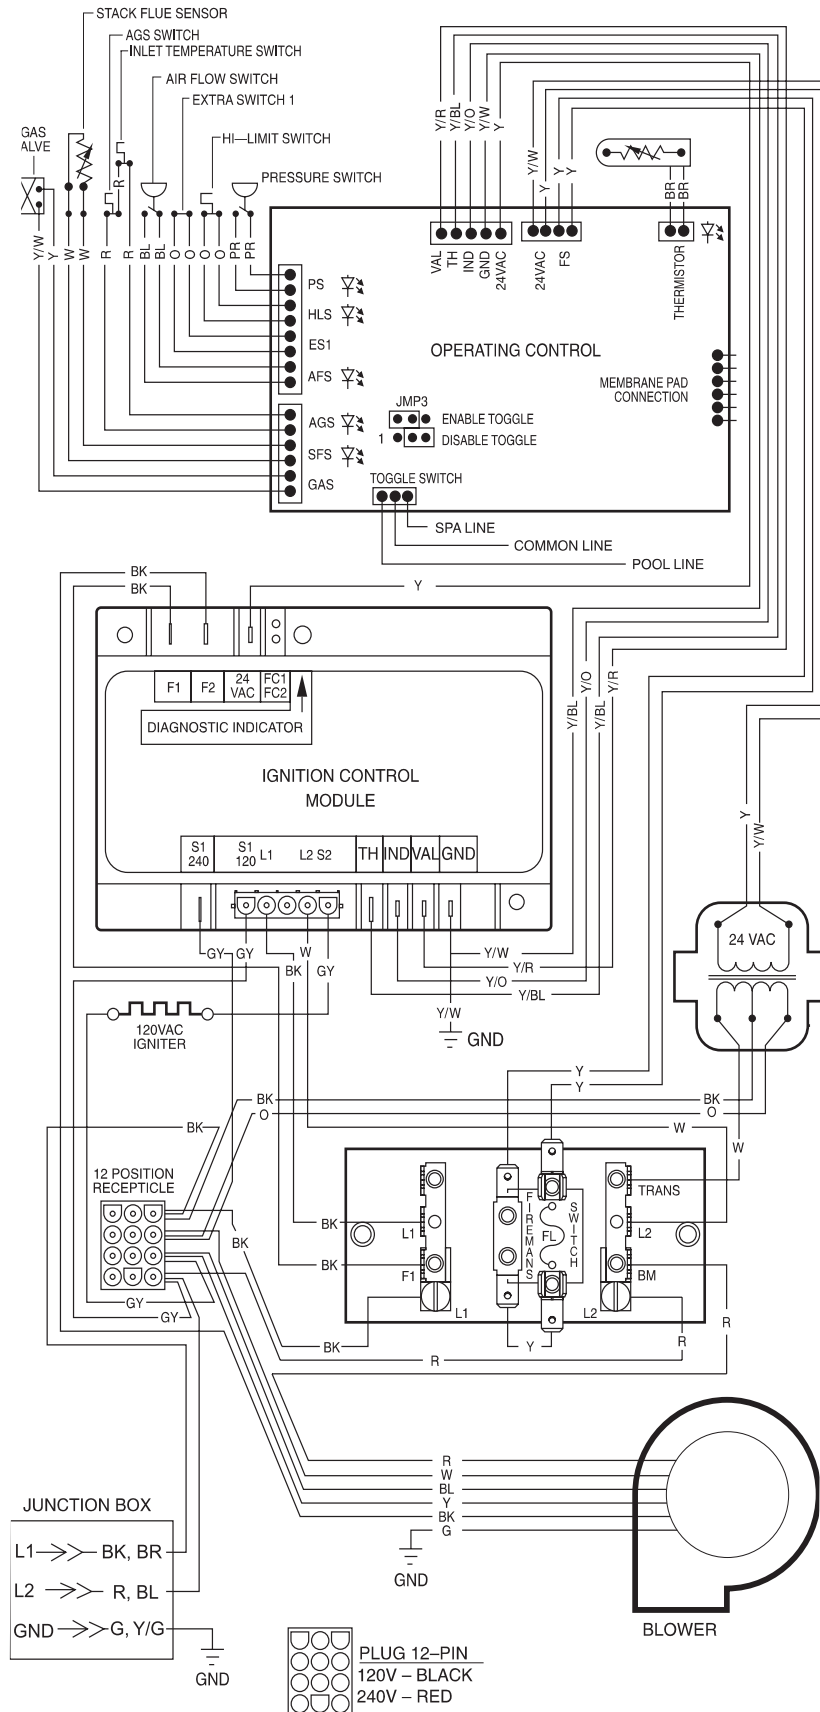 STACK FLUE SENSOR
AGS SWITCH
INLET TEMPERATURE SWITCH
AIR FLOW SWITCH
EXTRA SWITCH 1
GAS
ALVE
HI—LIMIT SWITCH
PRESSURE SWITCH
Y/R
Y/BL
Y/O
Y/W
Y
Y/W
Y
Y
Y
BR
BR
R
Y/W
Y
W
W
R
R
BL
BL
O
O
O
O
PR
PR
VAL
TH
IND
GND
24VAC
24VAC
FS
THERMISTOR
PS
HLS
ES1
AFS
AGS
SFS
GAS
OPERATING CONTROL
MEMBRANE PAD
CONNECTION
JMP3
ENABLE TOGGLE
1
DISABLE TOGGLE
TOGGLE SWITCH
SPA LINE
COMMON LINE
POOL LINE
BK
BK
Y
F1
F2
24
VAC
FC1
FC2
DIAGNOSTIC INDICATOR
Y/BL
Y/O
Y/BL
Y/R
IGNITION CONTROL
MODULE
S1
240
S1
120
L1
L2 S2
TH
IND
VAL
GND
Y
Y/W
24 VAC
GY
GY
W
BK
GY
Y/W
Y/R
Y/O
Y/BL
Y/W
GND
120VAC
IGNITER
Y
Y
BK
O
BK
W
W
12 POSITION
RECEPTICLE
TRANS
BK
L1
FIREMANS
FL
SWITCH
L2
BK
BK
F1
BM
GY
GY
L1
L2
BK
Y
R
R
R
R
W
BL
Y
BK
G
GND
JUNCTION BOX
L1
BK, BR
L2
R, BL
GND
G, Y/G
GND
BLOWER
PLUG 12–PIN
120V – BLACK
240V – RED